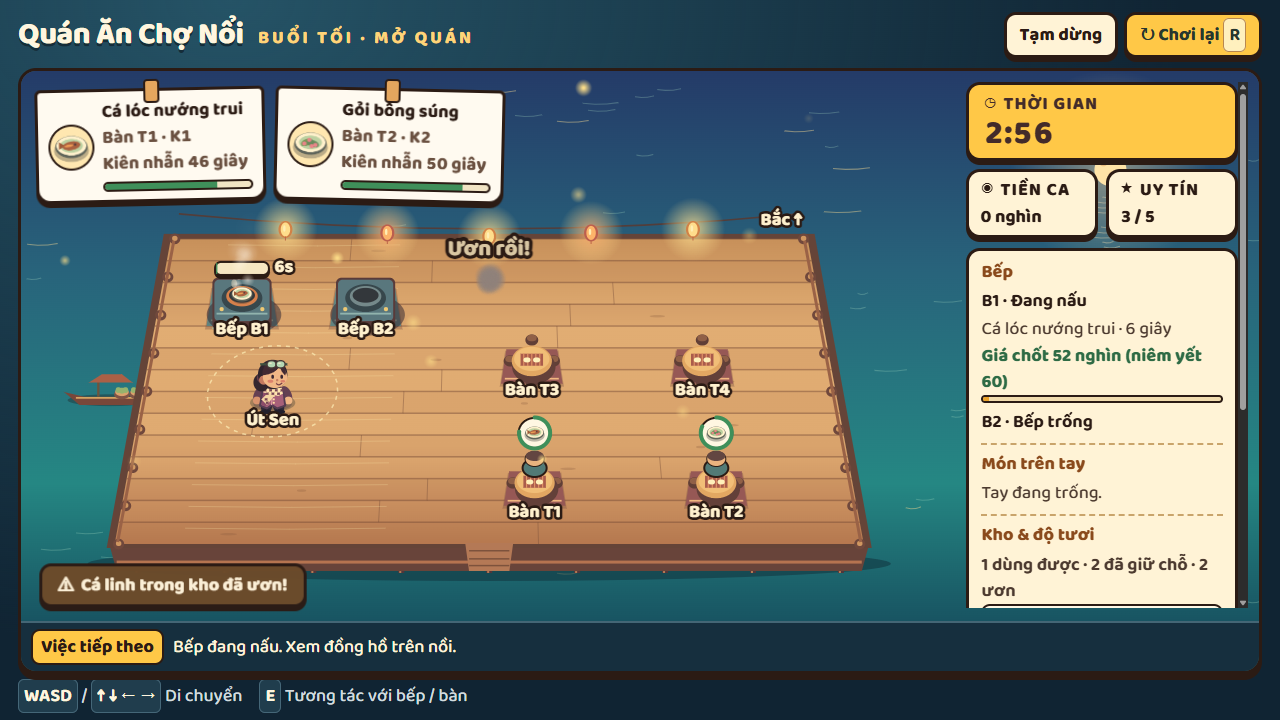 Quán Ăn Chợ Nổi
BUỔI TỐI · MỞ QUÁN
Tạm dừng
↻ Chơi lại R
Cá lóc nướng trui
Bàn T1 · K1
Kiên nhẫn 46 giây
Gỏi bông súng
Bàn T2 · K2
Kiên nhẫn 50 giây
THỜI GIAN
2:56
TIỀN CA
0 nghìn
★ UY TÍN
3 / 5
Bắc ↑
Ươn rồi!
6s
Bếp B1
Bếp B2
Bàn T3
Bàn T4
Út Sen
Bàn T1
Bàn T2
Bếp
B1 · Đang nấu
Cá lóc nướng trui · 6 giây
Giá chốt 52 nghìn (niêm yết
60)
B2 · Bếp trống
Món trên tay
Tay đang trống.
Kho & độ tươi
1 dùng được · 2 đã giữ chỗ · 2
ươn
⚠ Cá linh trong kho đã ươn!
Việc tiếp theo Bếp đang nấu. Xem đồng hồ trên nồi.
WASD / ↑↓←→ Di chuyển E Tương tác với bếp / bàn